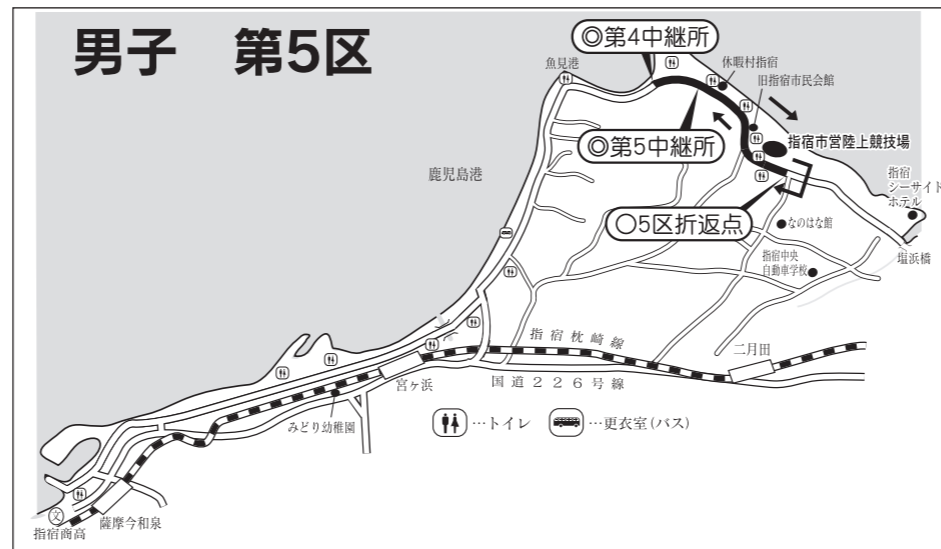 男子　第5区
◎第4中継所
休暇村指宿
魚見港
旧指宿市民会館
指宿市営陸上競技場
◎第5中継所
鹿児島港
指宿
シーサイド
ホテル
○5区折返点
なのはな館
塩浜橋
指宿中央
自動車学校
指宿枕崎線
二月田
宮ヶ浜
国道226号線
みどり幼稚園
…トイレ
…更衣室(バス)
文
薩摩今和泉
指宿商高